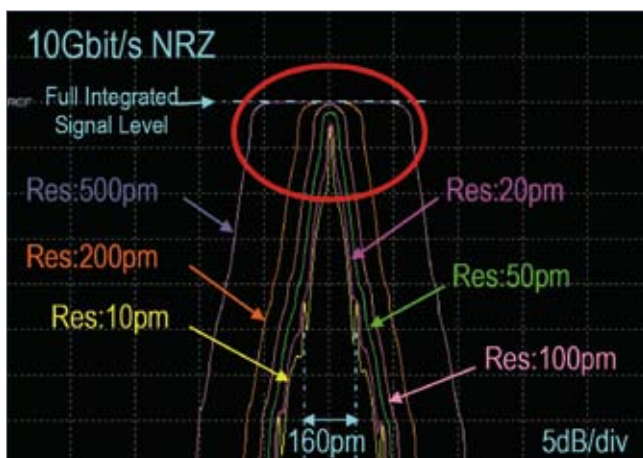 10Gbit/s NRZ
REF
Full Integrated
Signal Level
Res:500pm
Res:20pm
Res:200pm
Res:50pm
Res:10pm
Res:100pm
160pm
5dB/div